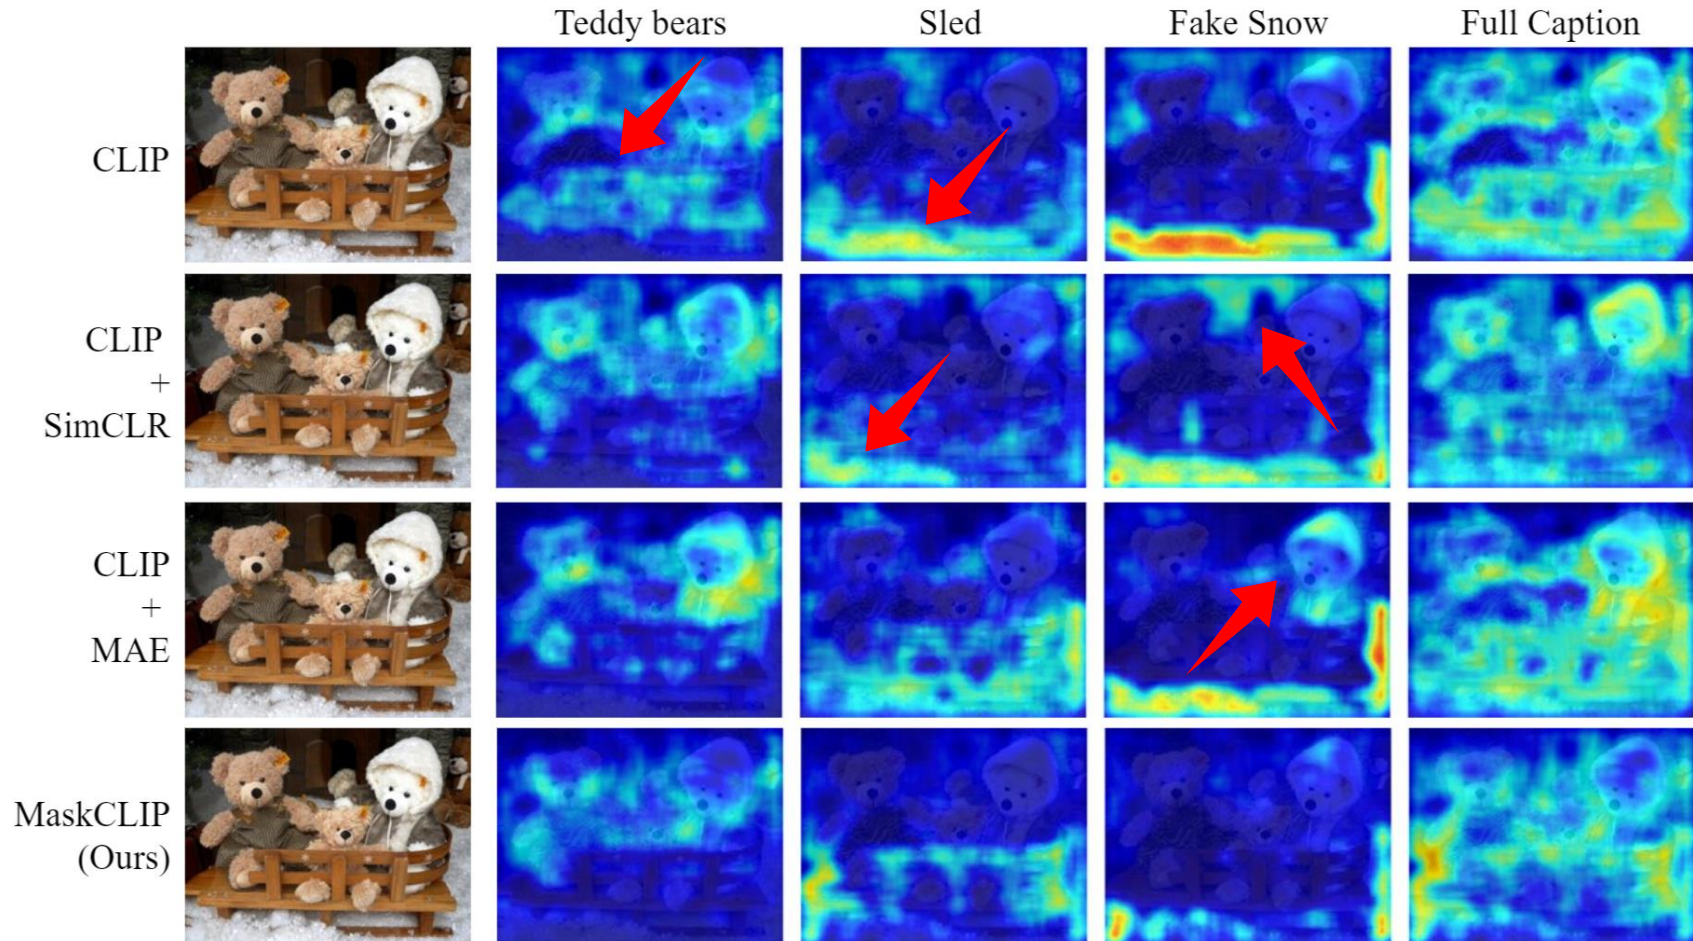 Teddy bears Sled Fake Snow Full Caption
CLIP
CLIP
+
SimCLR
CLIP
+
MAE
MaskCLIP
(Ours)